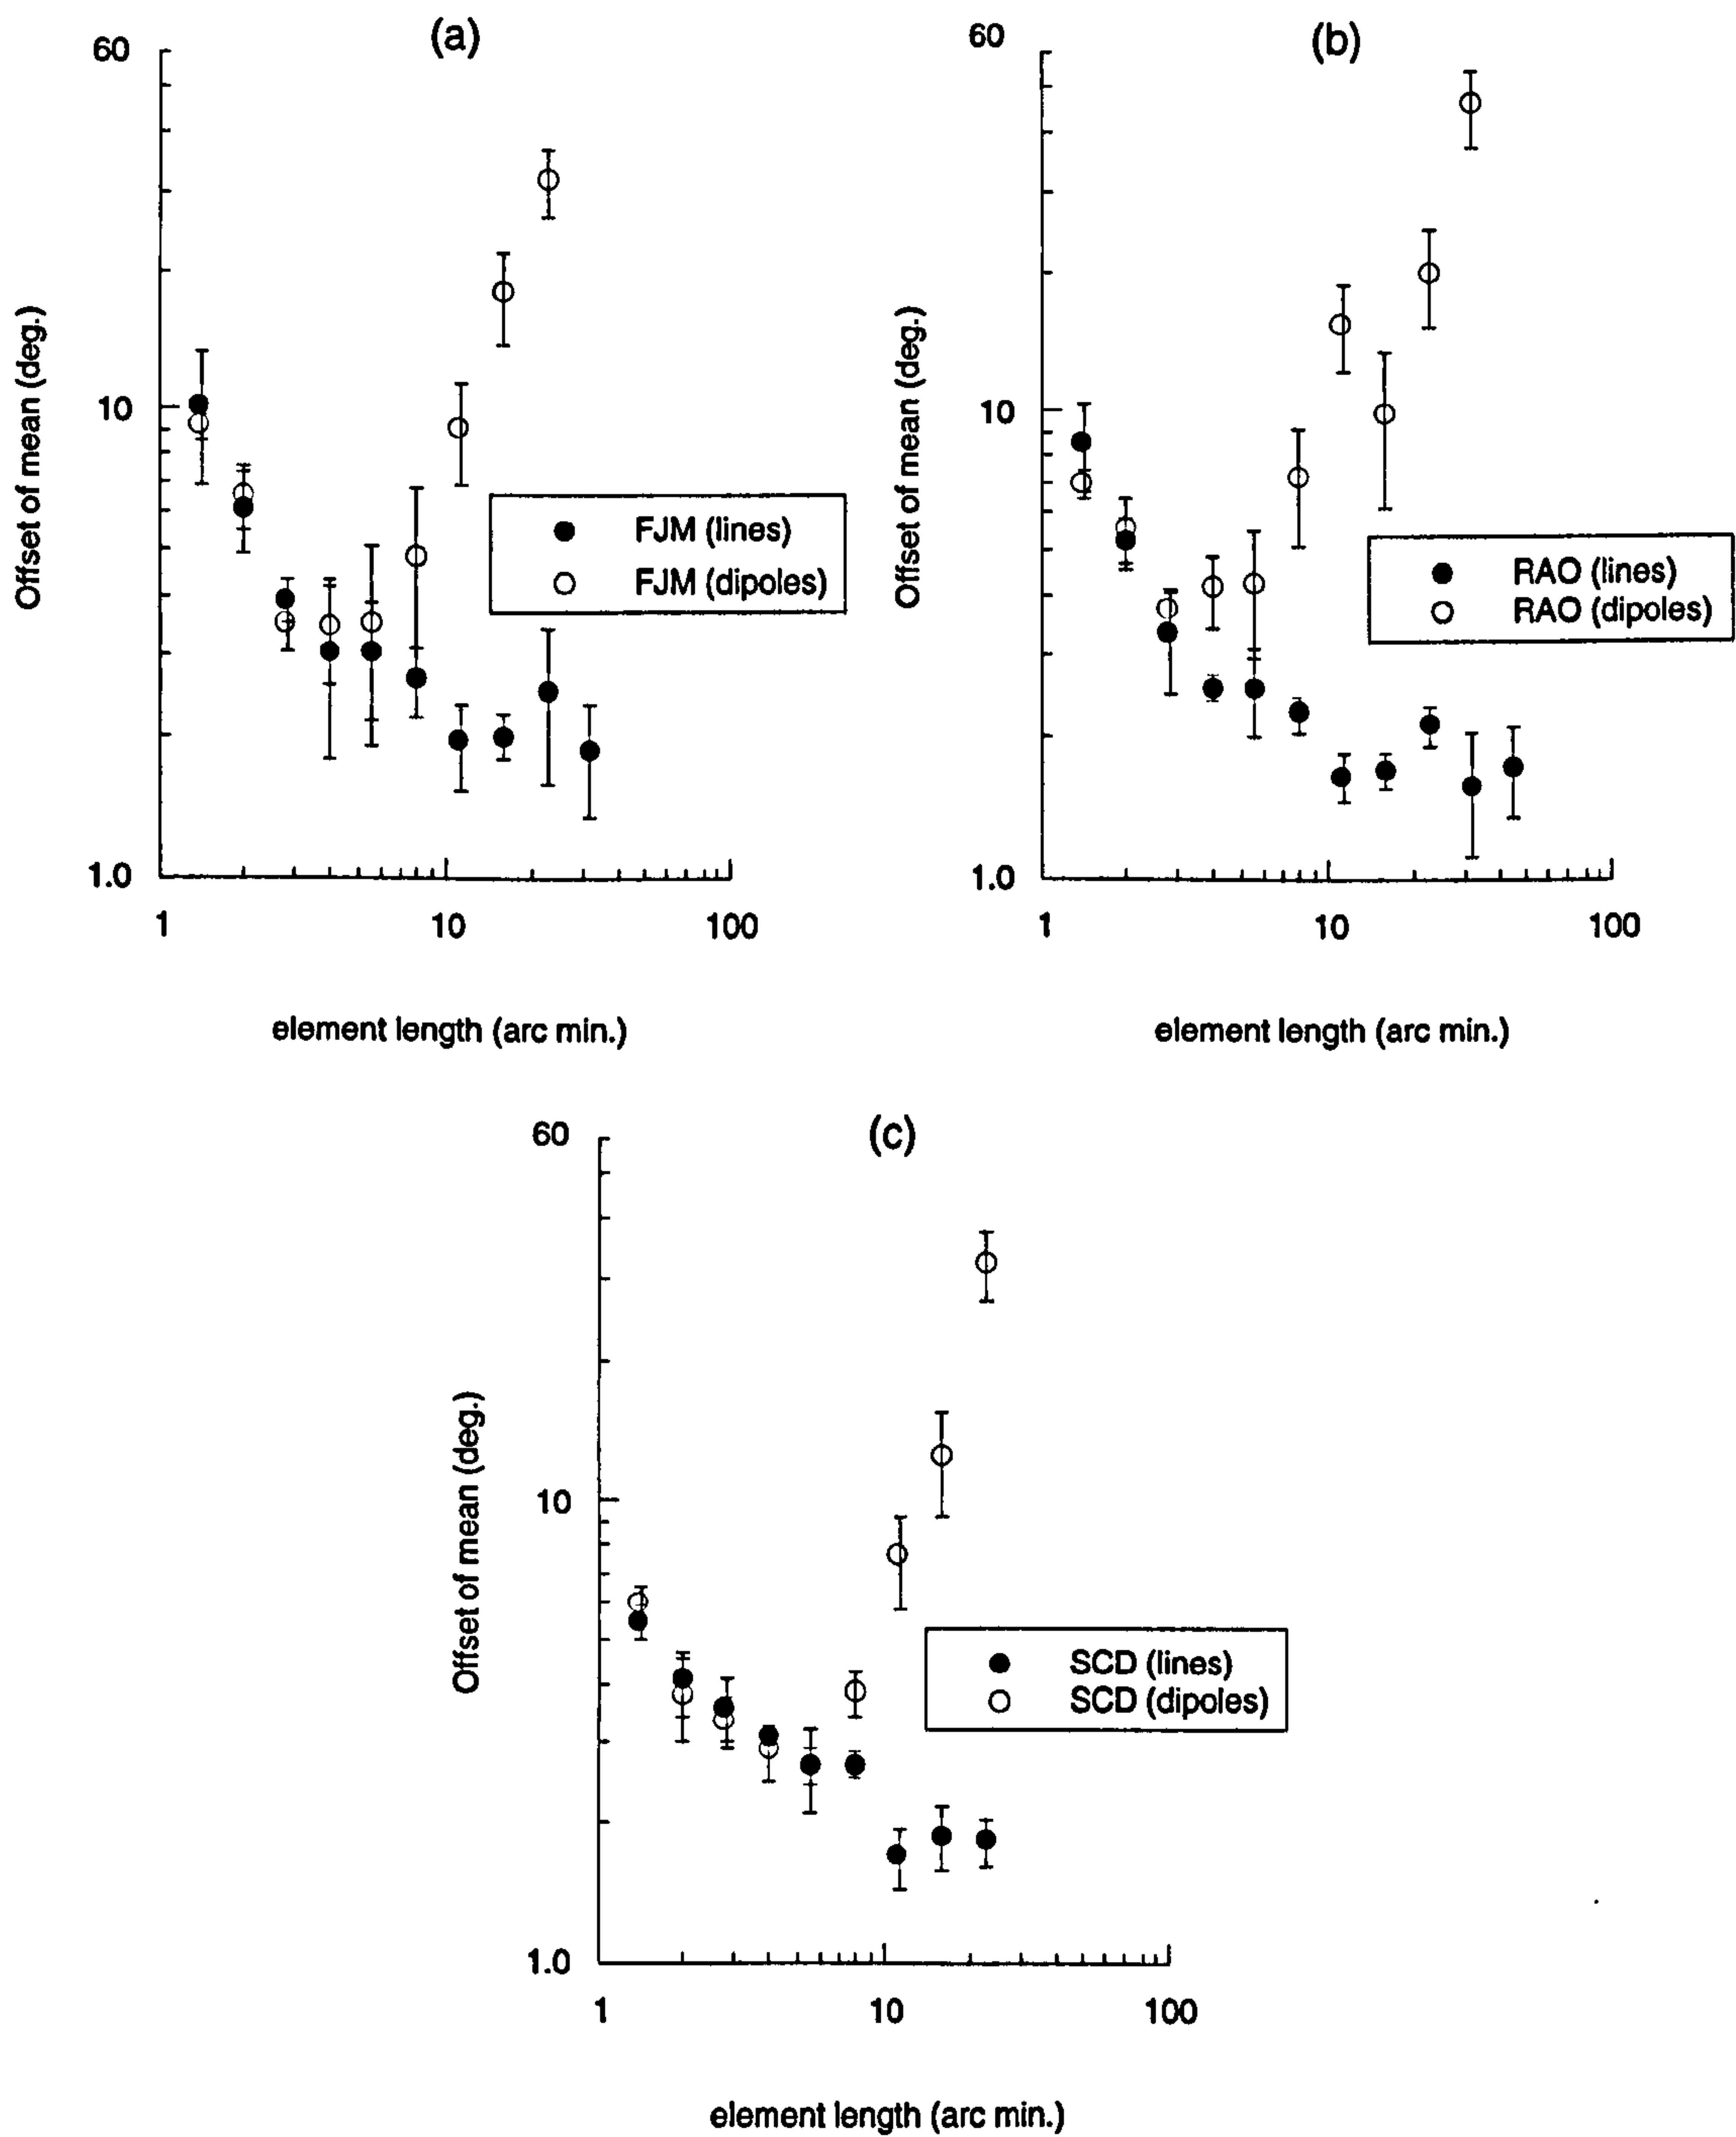 (a)
60
10
1.0
Offset of mean (deg.)
FJM (lines)
FJM (dipoles)
1
10
100
element length (arc min.)
(b)
60
10
1.0
Offset of mean (deg.)
RAO (lines)
RAO (dipoles)
1
10
100
element length (arc min.)
(c)
60
10
1.0
Offset of mean (deg.)
SCD (lines)
SCD (dipoles)
1
10
100
element length (arc min.)